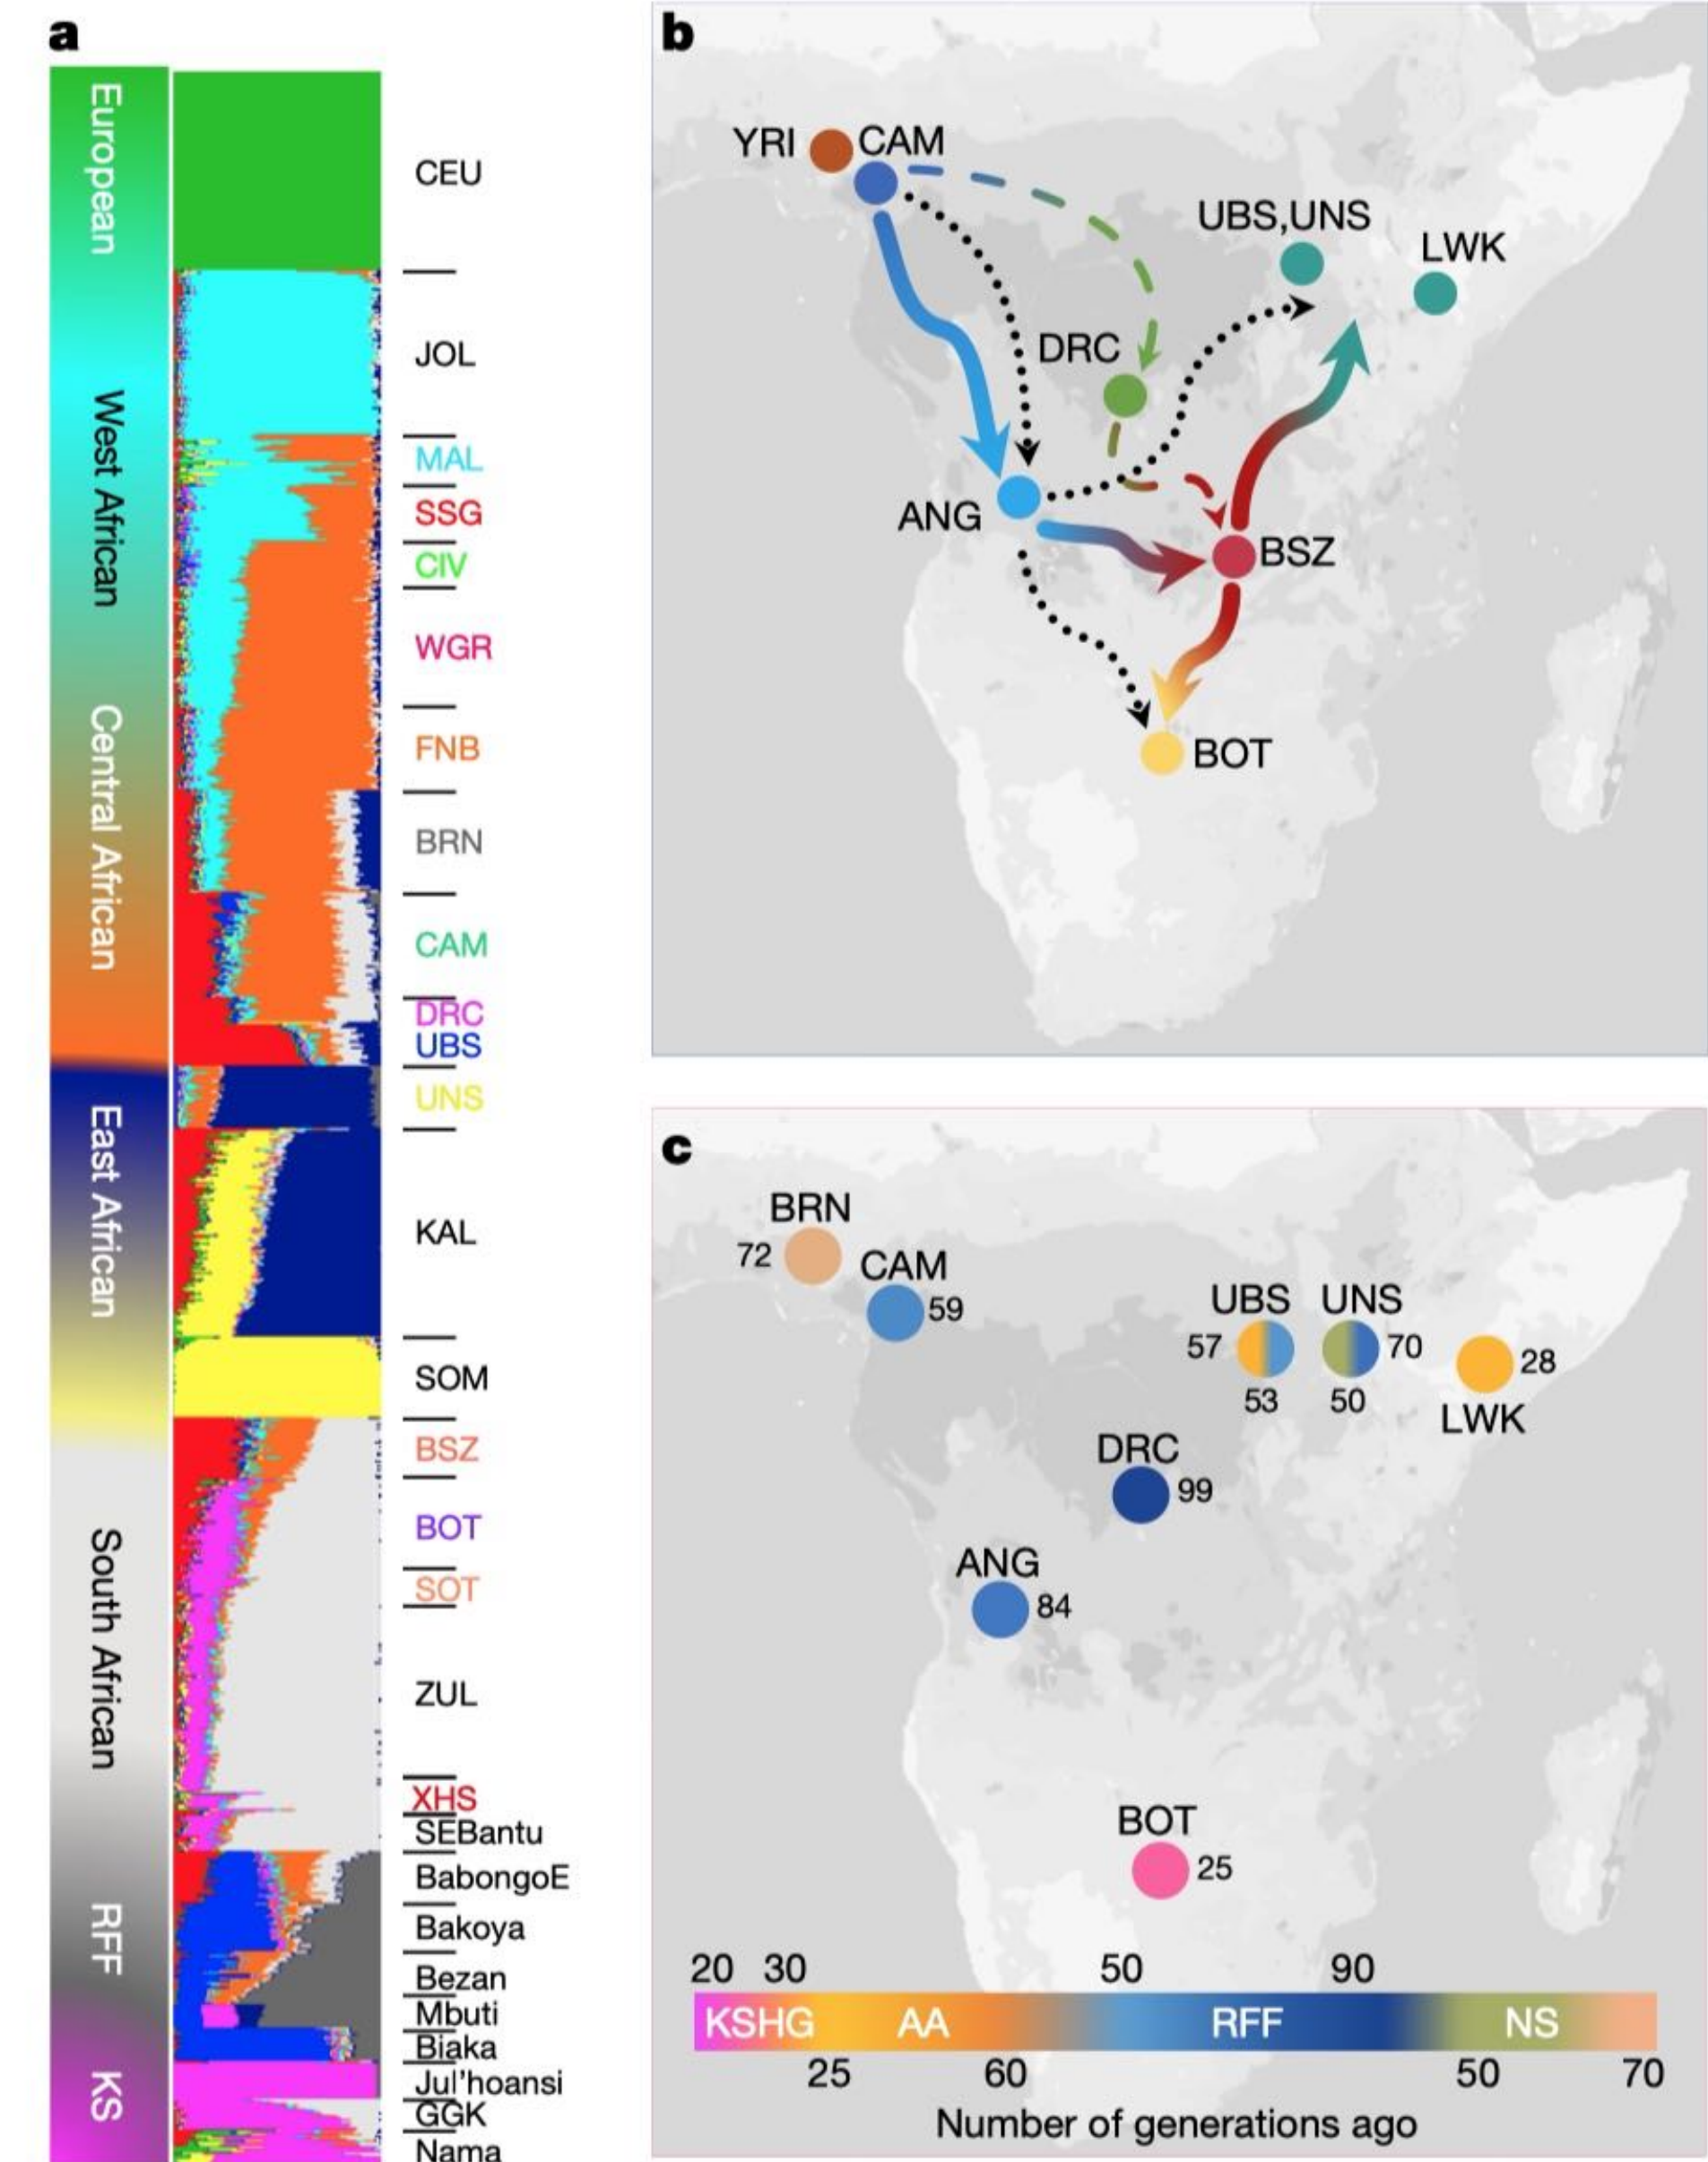 a
European
West African
Central African
East African
South African
RFF
KS
CEU
JOL
MAL
SSG
CIV
WGR
FNB
BRN
CAM
DRC
UBS
UNS
KAL
SOM
BSZ
BOT
SOT
ZUL
XHS
SEBantu
BabongoE
Bakoya
Bezan
Mbuti
Biaka
Jul'hoansi
GGK
Nama
b
YRI CAM
UBS,UNS
LWK
DRC
ANG
BSZ
BOT
c
BRN
72
CAM
59
UBS UNS
57 70
53 50
28
LWK
DRC
99
ANG
84
BOT
25
20 30 50 90
KSHG AA RFF NS
25 60 50 70
Number of generations ago